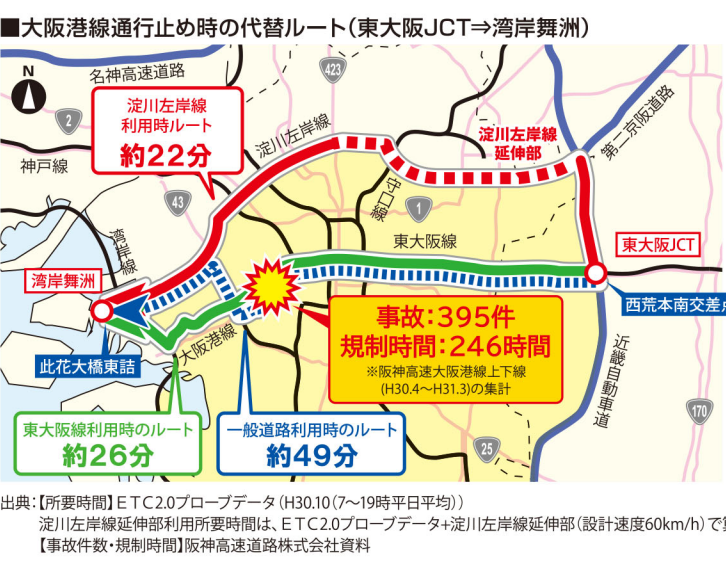 ■大阪港線通行止め時の代替ルート（東大阪JCT⇒湾岸舞洲）
N
名神高速道路
423
2
淀川左岸線
利用時ルート
約22分
淀川左岸線
淀川左岸線
延伸部
第二京阪道路
神戸線
43
守口線
1
湾岸線
東大阪線
東大阪JCT
湾岸舞洲
西荒本南交差点
事故：395件
規制時間：246時間
※阪神高速大阪港線上下線
(H30.4～H31.3)の集計
此花大橋東詰
大阪港線
近畿自動車道
170
東大阪線利用時のルート
約26分
一般道路利用時のルート
約49分
25
出典：【所要時間】ＥＴＣ2.0プローブデータ（H30.10（7～19時平日平均））
淀川左岸線延伸部利用所要時間は、ＥＴＣ2.0プローブデータ+淀川左岸線延伸部（設計速度60km/h）で
【事故件数・規制時間】阪神高速道路株式会社資料